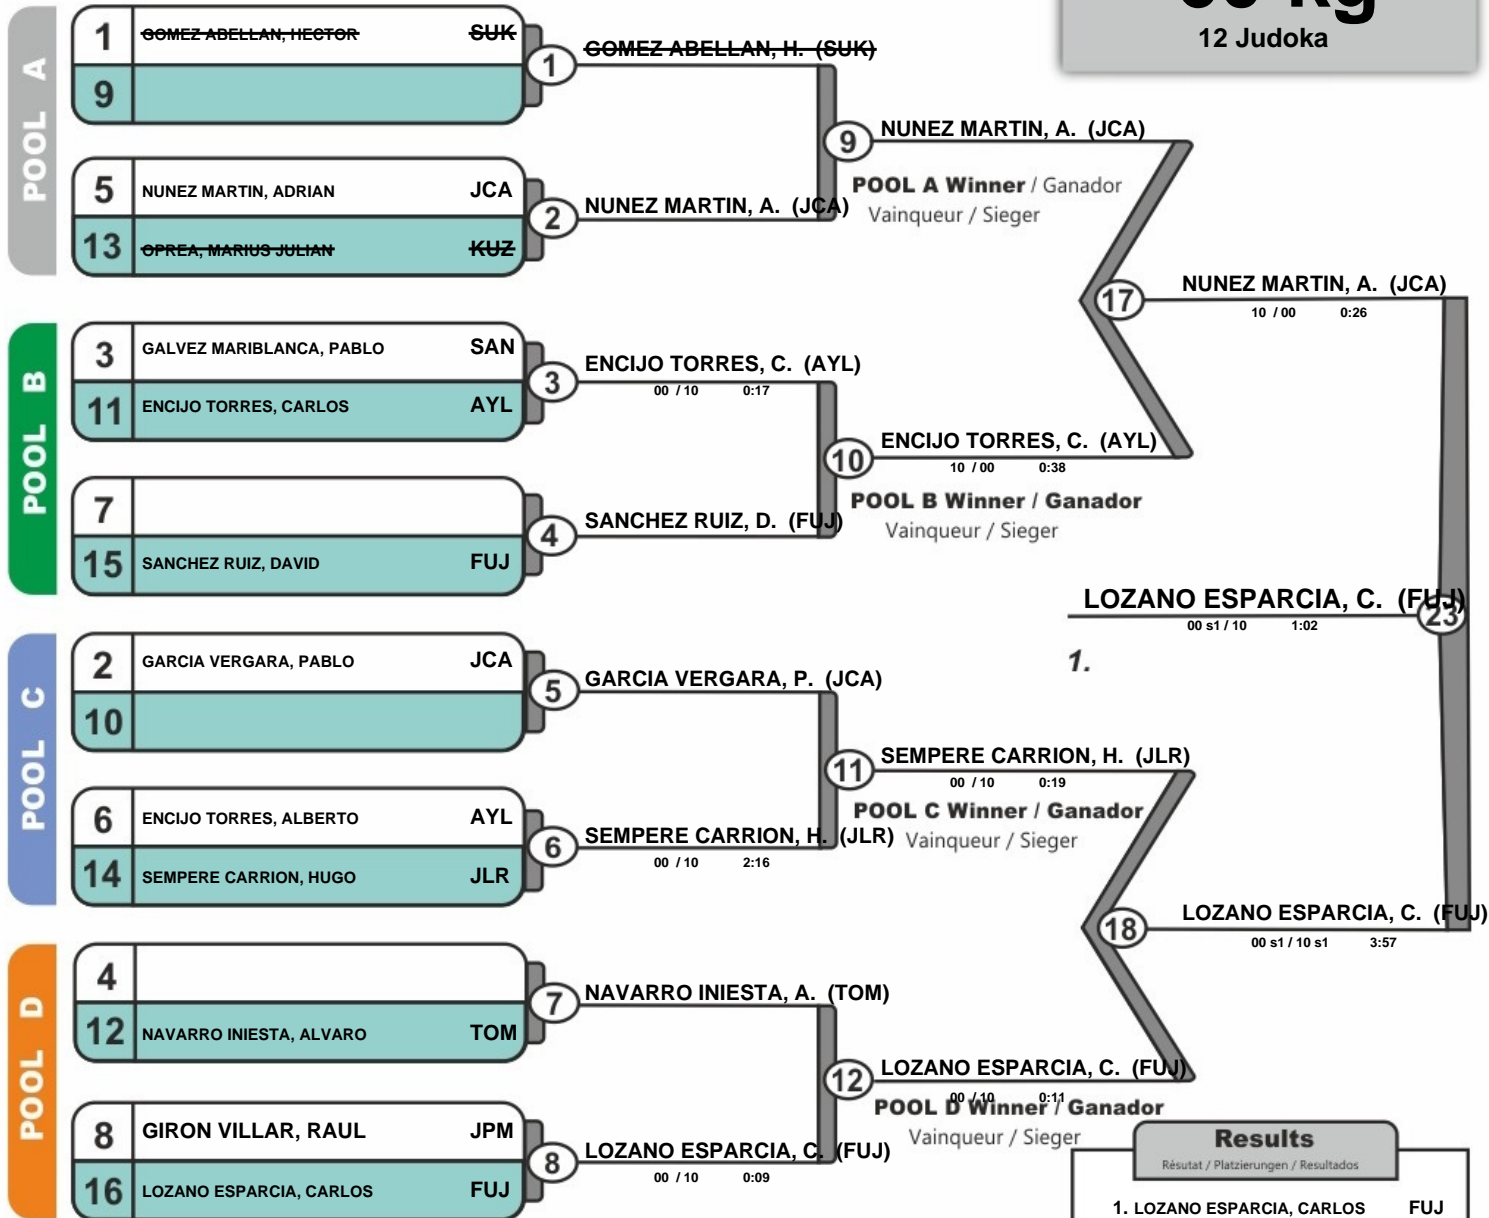 kg
12 Judoka
POOL A
1 GOMEZ ABELLAN, HECTOR SUK
9
5 NUNEZ MARTIN, ADRIAN JCA
13 OPREA, MARIUS JULIAN KUZ
1 GOMEZ ABELLAN, H. (SUK)
2 NUNEZ MARTIN, A. (JCA)
9 NUNEZ MARTIN, A. (JCA)
POOL A Winner / Ganador
Vainqueur / Sieger
POOL B
3 GALVEZ MARIBLANCA, PABLO SAN
11 ENCIJO TORRES, CARLOS AYL
7
15 SANCHEZ RUIZ, DAVID FUJ
3 ENCIJO TORRES, C. (AYL)
00 / 10 0:17
4 SANCHEZ RUIZ, D. (FUJ)
10 ENCIJO TORRES, C. (AYL)
10 / 00 0:38
POOL B Winner / Ganador
Vainqueur / Sieger
17 NUNEZ MARTIN, A. (JCA)
10 / 00 0:26
POOL C
2 GARCIA VERGARA, PABLO JCA
10
6 ENCIJO TORRES, ALBERTO AYL
14 SEMPERE CARRION, HUGO JLR
5 GARCIA VERGARA, P. (JCA)
6 SEMPERE CARRION, H. (JLR)
00 / 10 2:16
11 SEMPERE CARRION, H. (JLR)
00 / 10 0:19
POOL C Winner / Ganador
Vainqueur / Sieger
POOL D
4
12 NAVARRO INIESTA, ALVARO TOM
8 GIRON VILLAR, RAUL JPM
16 LOZANO ESPARCIA, CARLOS FUJ
7 NAVARRO INIESTA, A. (TOM)
8 LOZANO ESPARCIA, C. (FUJ)
00 / 10 0:09
12 LOZANO ESPARCIA, C. (FUJ)
00 / 10 0:11
POOL D Winner / Ganador
Vainqueur / Sieger
18 LOZANO ESPARCIA, C. (FUJ)
00 s1 / 10 s1 3:57
LOZANO ESPARCIA, C. (FUJ) 23
00 s1 / 10 1:02
1.
Results
Résutat / Platzierungen / Resultados
1. LOZANO ESPARCIA, CARLOS FUJ